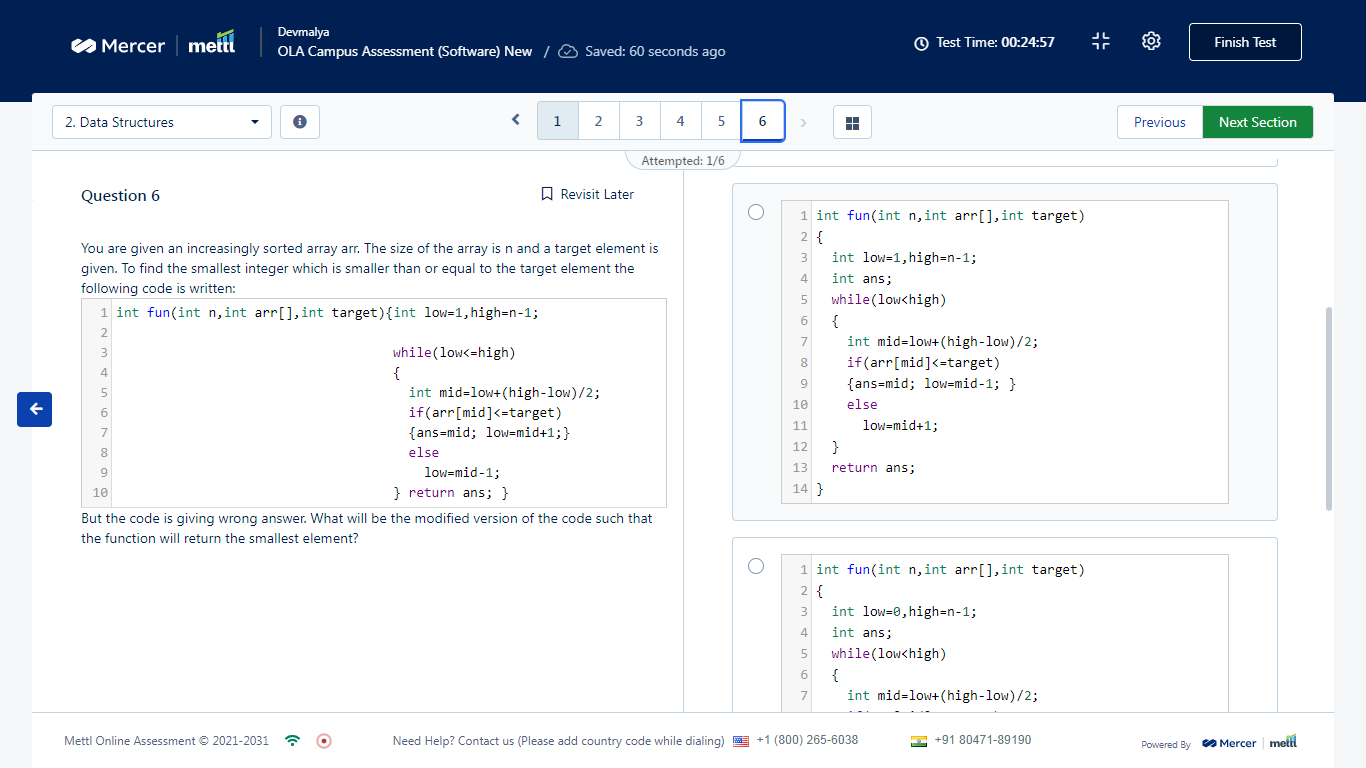 Mercer mettl
Devmalya
OLA Campus Assessment (Software) New / Saved: 60 seconds ago
Test Time: 00:24:57
Finish Test
2. Data Structures
1 2 3 4 5 6
Previous
Next Section
Attempted: 1/6
Question 6
Revisit Later
You are given an increasingly sorted array arr. The size of the array is n and a target element is
given. To find the smallest integer which is smaller than or equal to the target element the
following code is written:
1 int fun(int n,int arr[],int target){int low=1,high=n-1;
2
3 while(low<=high)
4 {
5 int mid=low+(high-low)/2;
6 if(arr[mid]<=target)
7 {ans=mid; low=mid+1;}
8 else
9 low=mid-1;
10 } return ans; }
But the code is giving wrong answer. What will be the modified version of the code such that
the function will return the smallest element?
1 int fun(int n,int arr[],int target)
2 {
3 int low=1,high=n-1;
4 int ans;
5 while(low<high)
6 {
7 int mid=low+(high-low)/2;
8 if(arr[mid]<=target)
9 {ans=mid; low=mid-1; }
10 else
11 low=mid+1;
12 }
13 return ans;
14 }
1 int fun(int n,int arr[],int target)
2 {
3 int low=0,high=n-1;
4 int ans;
5 while(low<high)
6 {
7 int mid=low+(high-low)/2;
Mettl Online Assessment © 2021-2031
Need Help? Contact us (Please add country code while dialing) +1 (800) 265-6038
+91 80471-89190
Powered By Mercer mettl